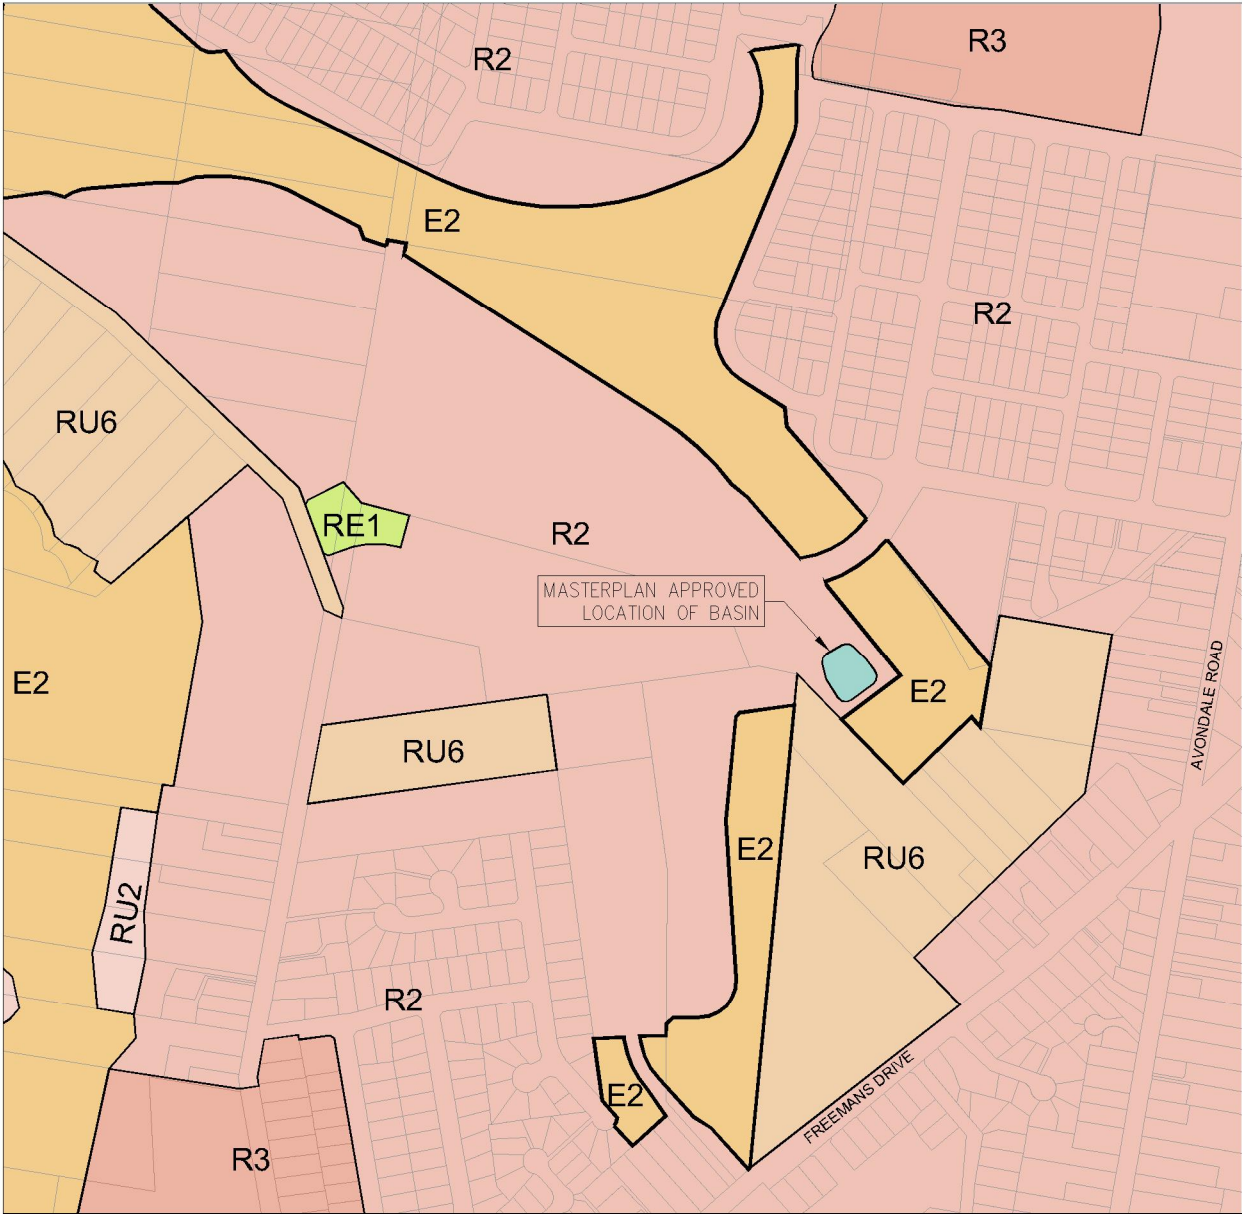 R2
R3
E2
R2
RU6
RE1
R2
MASTERPLAN APPROVED
LOCATION OF BASIN
AVONDALE ROAD
E2
E2
RU6
E2
RU6
RU2
R2
E2
FREEMANS DRIVE
R3